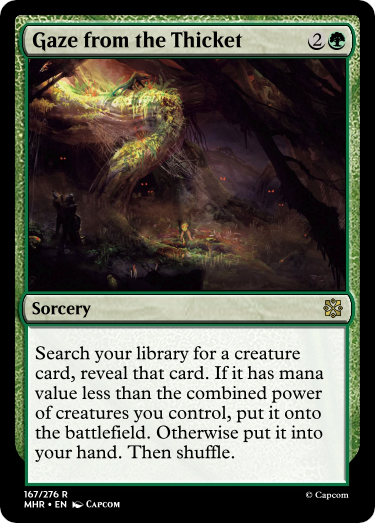 Gaze from the Thicket 2
Sorcery
Search your library for a creature
card, reveal that card. If it has mana
value less than the combined power
of creatures you control, put it onto
the battlefield. Otherwise put it into
your hand. Then shuffle.
167/276 R
MHR • EN CAPCOM
© Capcom